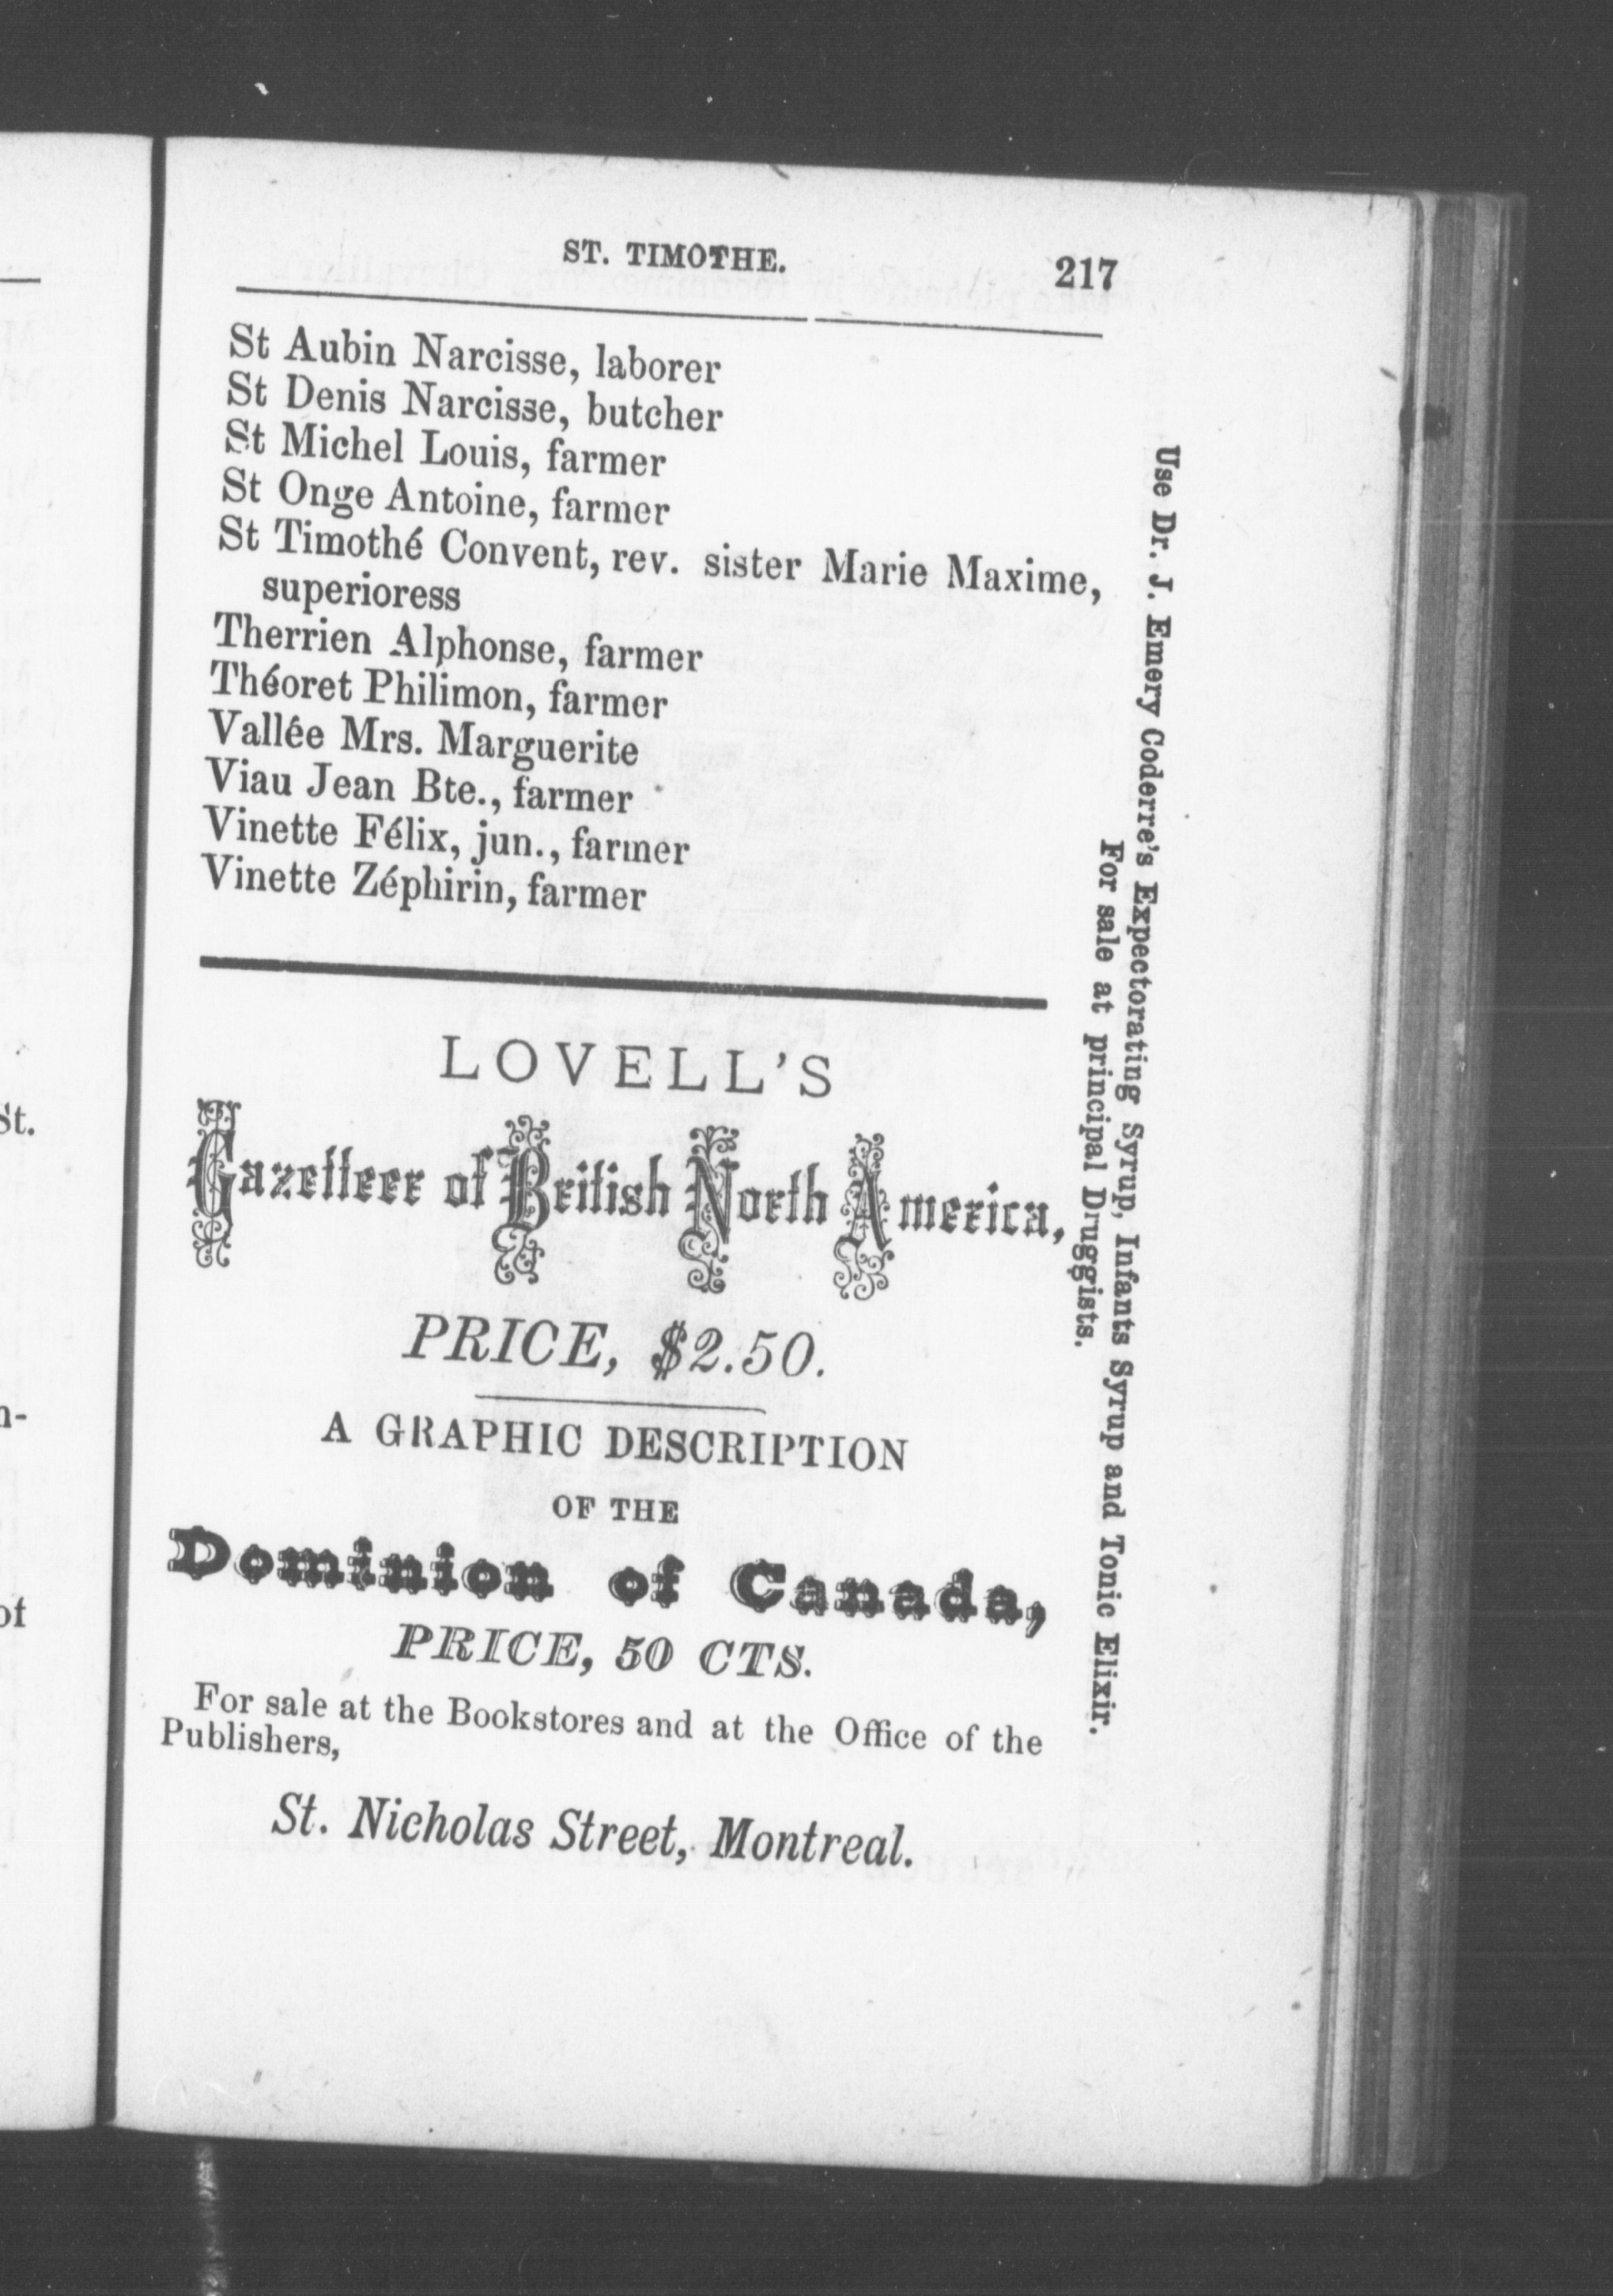 ST. TIMOTHE.
217
St Aubin Narcisse, laborer
St Denis Narcisse, butcher
St Michel Louis, farmer
St Onge Antoine, farmer
St Timothé Convent, rev. sister Marie Maxime,
superioress
Therrien Alphonse, farmer
Théoret Philimon, farmer
Vallée Mrs. Marguerite
Viau Jean Bte., farmer
Vinette Félix, jun., farmer
Vinette Zéphirin, farmer
LOVELL'S
Gazetteer of British North America,
PRICE, $2.50.
A GRAPHIC DESCRIPTION
OF THE
Dominion of Canada,
PRICE, 50 CTS.
For sale at the Bookstores and at the Office of the
Publishers,
St. Nicholas Street, Montreal.
Use Dr. J. Emery Coderre's Expectorating Syrup, Infants Syrup and Tonic Elixir.
For sale at principal Druggists.
St.
n-
of